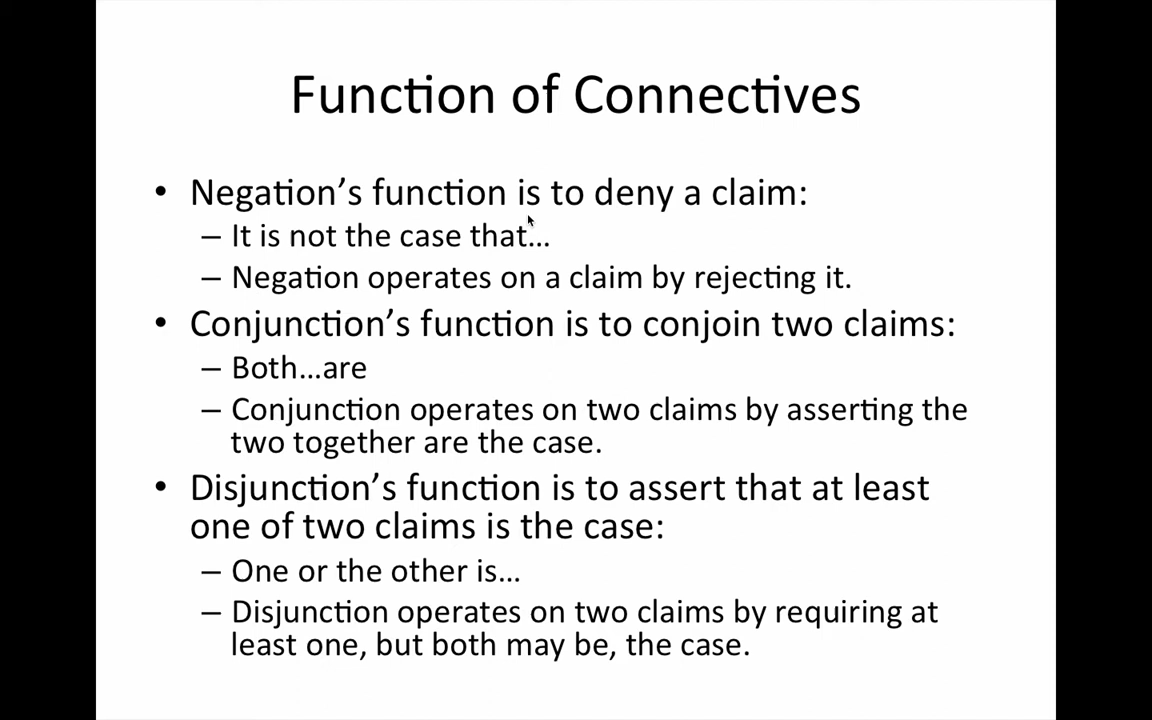 Function of Connectives
• Negation’s function is to deny a claim:
– It is not the case that…
– Negation operates on a claim by rejecting it.
• Conjunction’s function is to conjoin two claims:
– Both…are
– Conjunction operates on two claims by asserting the
two together are the case.
• Disjunction’s function is to assert that at least
one of two claims is the case:
– One or the other is…
– Disjunction operates on two claims by requiring at
least one, but both may be, the case.